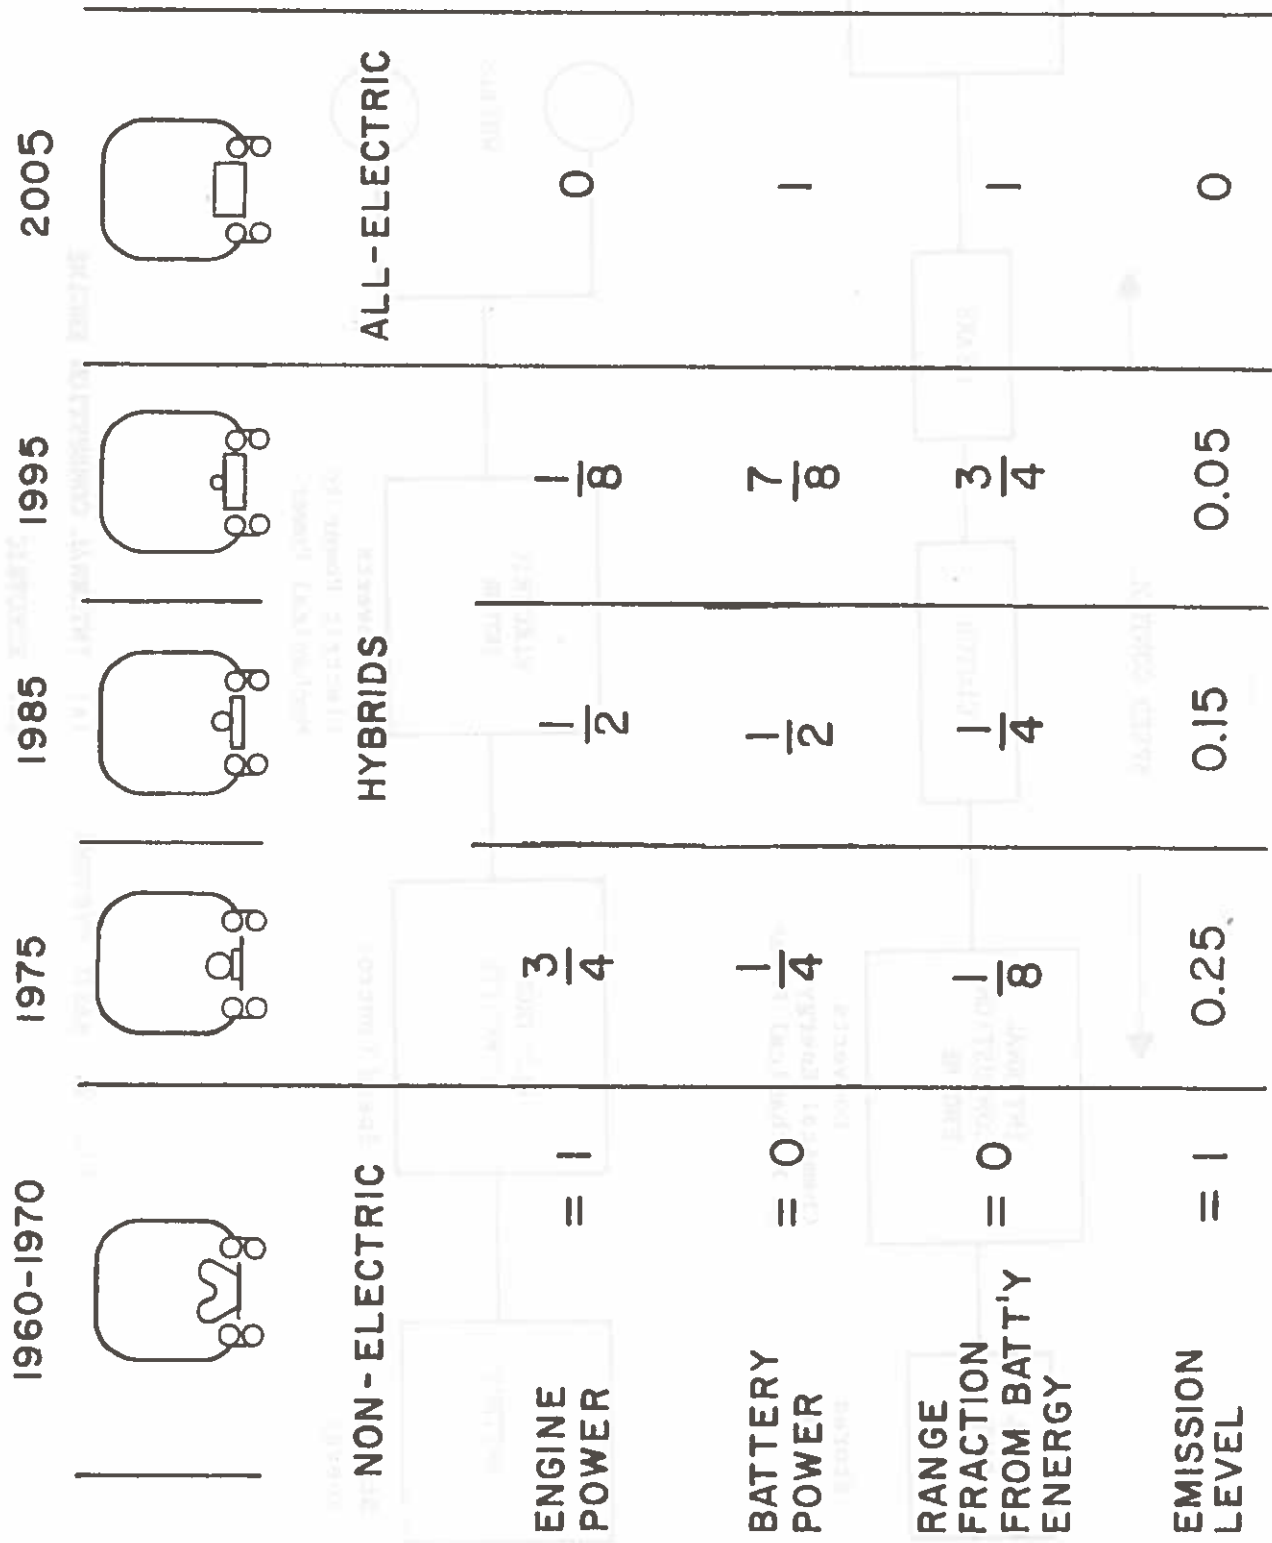 1960-1970 1975 1985 1995 2005
NON-ELECTRIC HYBRIDS ALL-ELECTRIC
ENGINE
POWER = 1 3/4 1/2 1/8 0
BATTERY
POWER = 0 1/4 1/2 7/8 1
RANGE
FRACTION
FROM BATT'Y = 0 1/8 1/4 3/4 1
ENERGY
EMISSION
LEVEL = 1 0.25 0.15 0.05 0